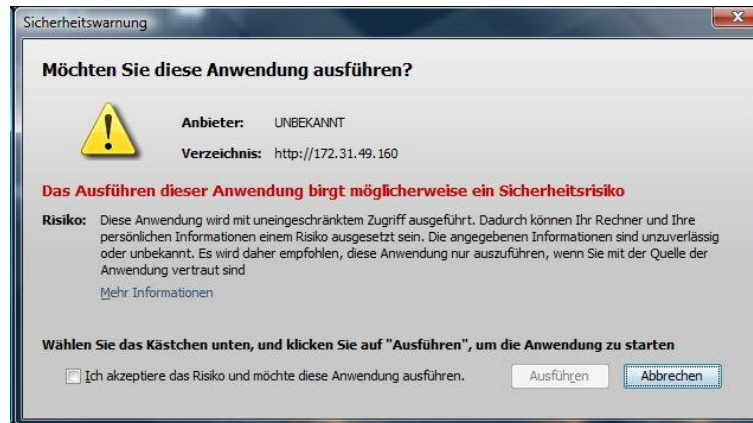 Sicherheitswarnung
Möchten Sie diese Anwendung ausführen?
Anbieter: UNBEKANNT
Verzeichnis: http://172.31.49.160
Das Ausführen dieser Anwendung birgt möglicherweise ein Sicherheitsrisiko
Risiko: Diese Anwendung wird mit uneingeschränktem Zugriff ausgeführt. Dadurch können Ihr Rechner und Ihre
persönlichen Informationen einem Risiko ausgesetzt sein. Die angegebenen Informationen sind unzuverlässig
oder unbekannt. Es wird daher empfohlen, diese Anwendung nur auszuführen, wenn Sie mit der Quelle der
Anwendung vertraut sind
Mehr Informationen
Wählen Sie das Kästchen unten, und klicken Sie auf "Ausführen", um die Anwendung zu starten
Ich akzeptiere das Risiko und möchte diese Anwendung ausführen. Ausführen Abbrechen